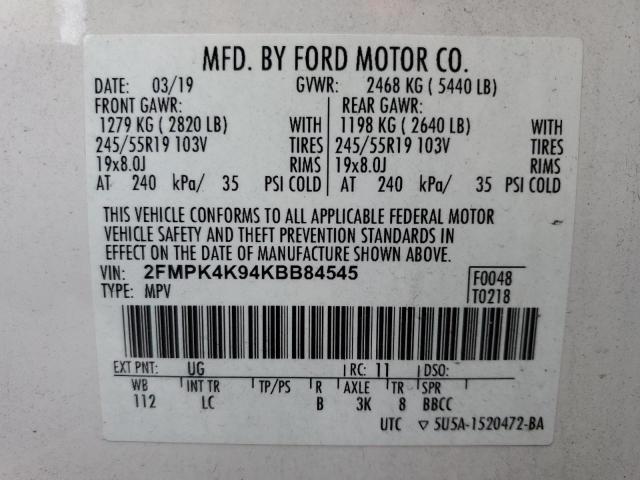 MFD. BY FORD MOTOR CO.
DATE: 03/19 GVWR: 2468 KG ( 5440 LB)
FRONT GAWR: REAR GAWR:
1279 KG ( 2820 LB) WITH 1198 KG ( 2640 LB) WITH
245/55R19 103V TIRES 245/55R19 103V TIRES
19x8.0J RIMS 19x8.0J RIMS
AT 240 kPa/ 35 PSI COLD AT 240 kPa/ 35 PSI COLD
THIS VEHICLE CONFORMS TO ALL APPLICABLE FEDERAL MOTOR
VEHICLE SAFETY AND THEFT PREVENTION STANDARDS IN
EFFECT ON THE DATE OF MANUFACTURE SHOWN ABOVE.
VIN: 2FMPK4K94KBB84545 F0048
TYPE: MPV T0218
EXT PNT: UG RC: 11 DSO:
WB INT TR TP/PS R AXLE TR SPR
112 LC B 3K 8 BBCC
UTC ▽ 5U5A-1520472-BA